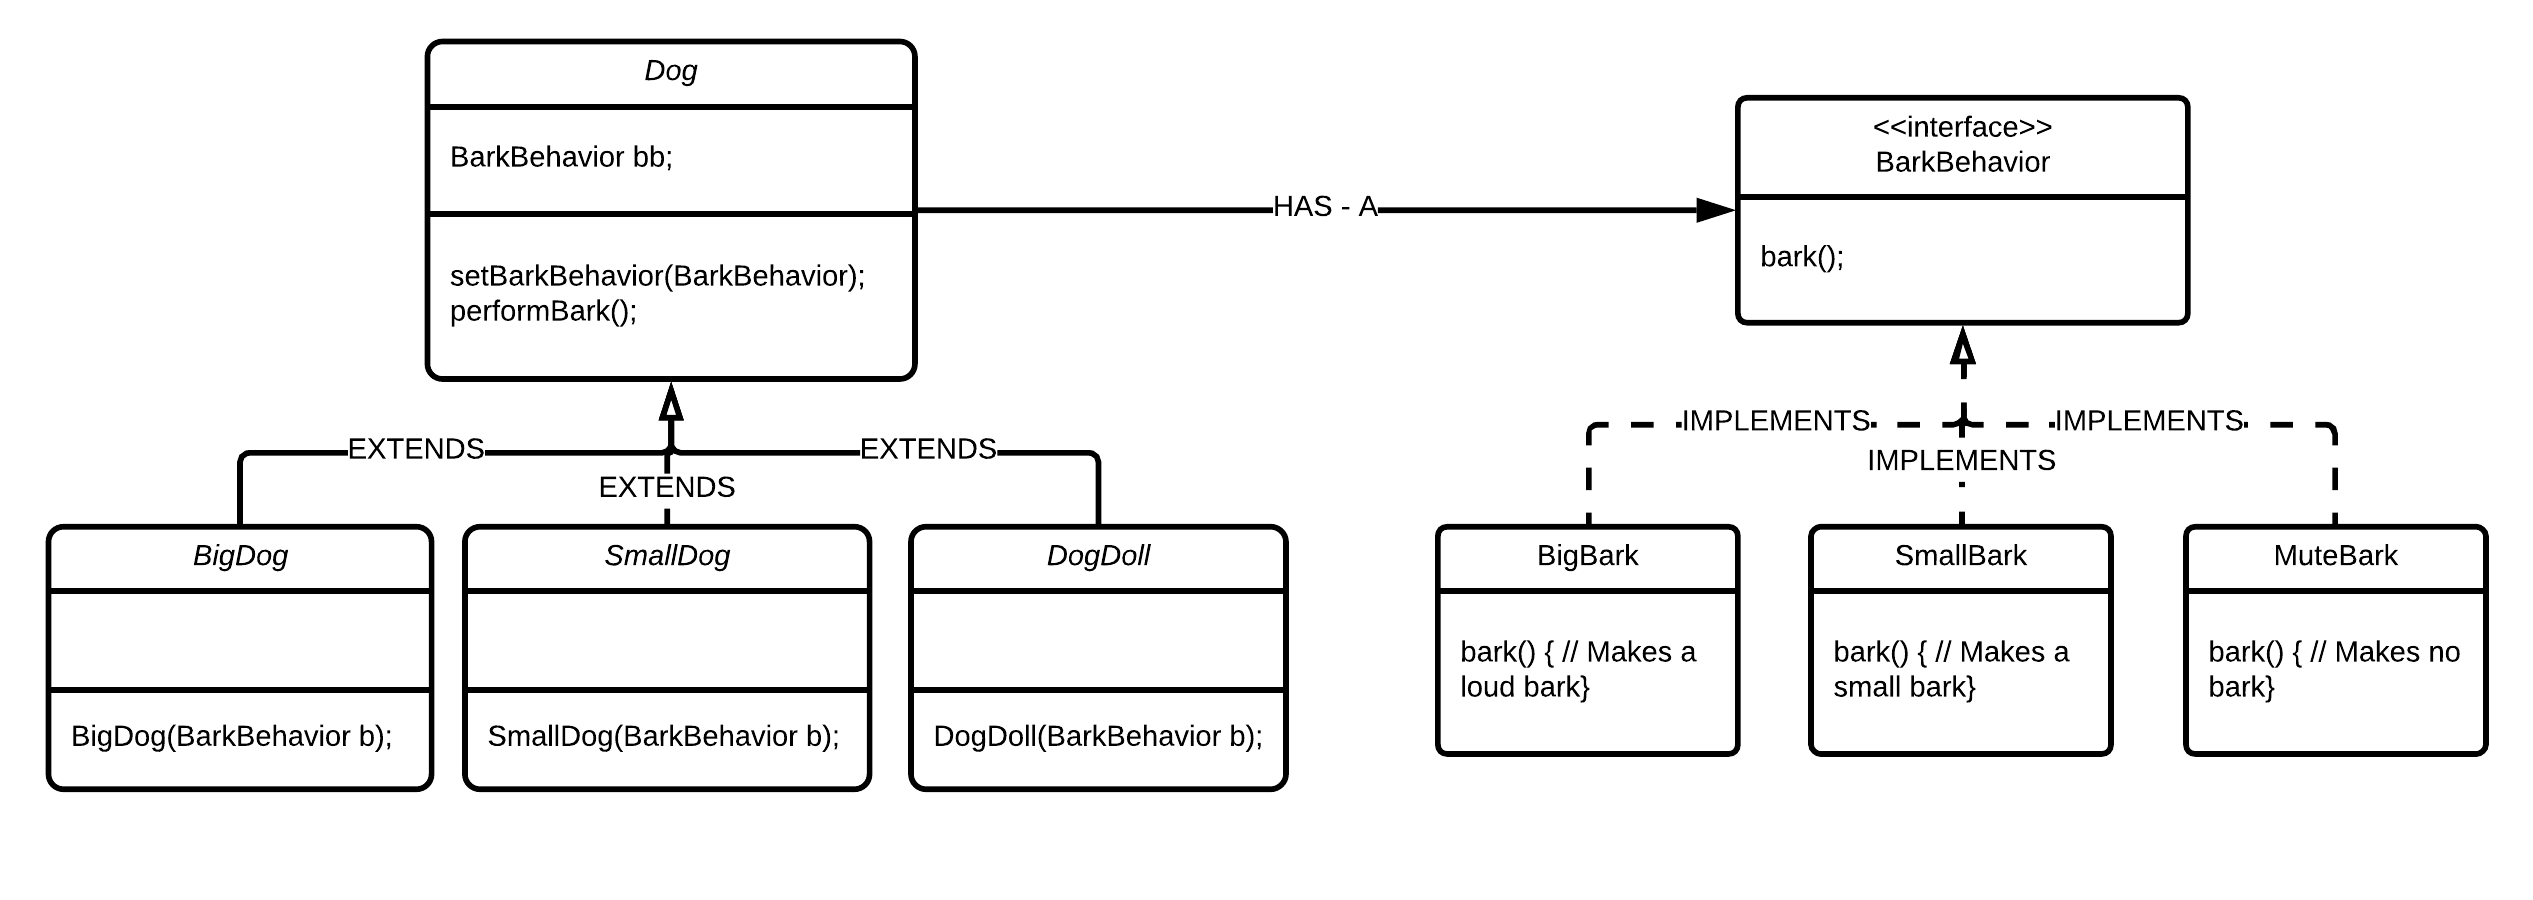 Dog
BarkBehavior bb;
setBarkBehavior(BarkBehavior);
performBark();
HAS - A
<<interface>>
BarkBehavior
bark();
EXTENDS
EXTENDS
EXTENDS
IMPLEMENTS
IMPLEMENTS
IMPLEMENTS
BigDog
BigDog(BarkBehavior b);
SmallDog
SmallDog(BarkBehavior b);
DogDoll
DogDoll(BarkBehavior b);
BigBark
bark() { // Makes a
loud bark}
SmallBark
bark() { // Makes a
small bark}
MuteBark
bark() { // Makes no
bark}